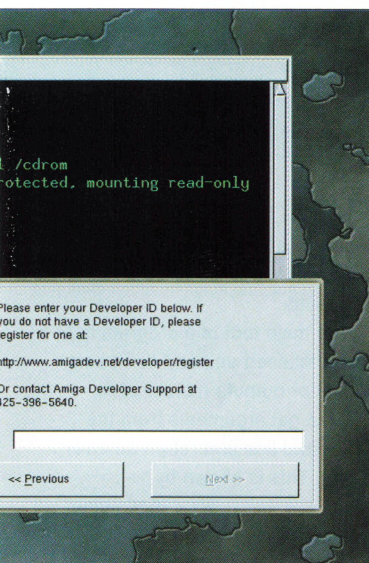 /cdrom
rotected, mounting read-only
Please enter your Developer ID below. If
you do not have a Developer ID, please
register for one at:
http://www.amigadev.net/developer/register
Or contact Amiga Developer Support at
425-396-5640.
<< Previous
Next >>